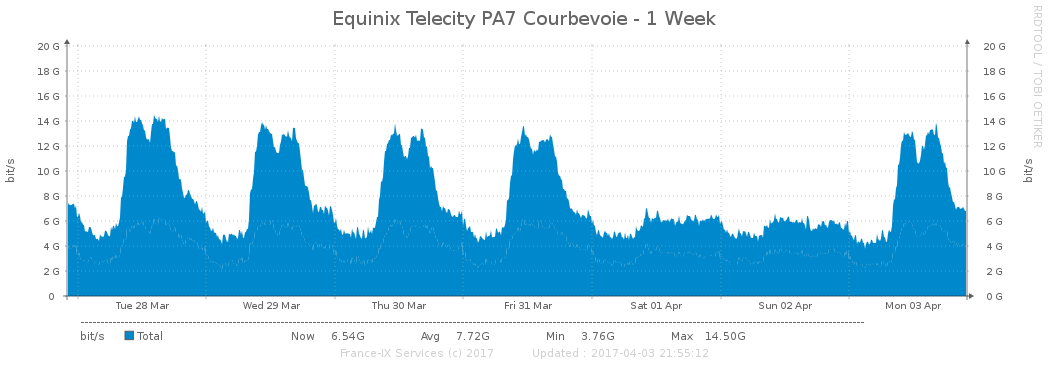 Equinix Telecity PA7 Courbevoie - 1 Week
RRDTOOL / TOBI OETIKER
bit/s
20 G 20 G
18 G 18 G
16 G 16 G
14 G 14 G
12 G 12 G
10 G 10 G
8 G 8 G
6 G 6 G
4 G 4 G
2 G 2 G
0 0 G
bit/s
Tue 28 Mar Wed 29 Mar Thu 30 Mar Fri 31 Mar Sat 01 Apr Sun 02 Apr Mon 03 Apr
bit/s Total Now 6.54G Avg 7.72G Min 3.76G Max 14.50G
France-IX Services (c) 2017 Updated : 2017-04-03 21:55:12